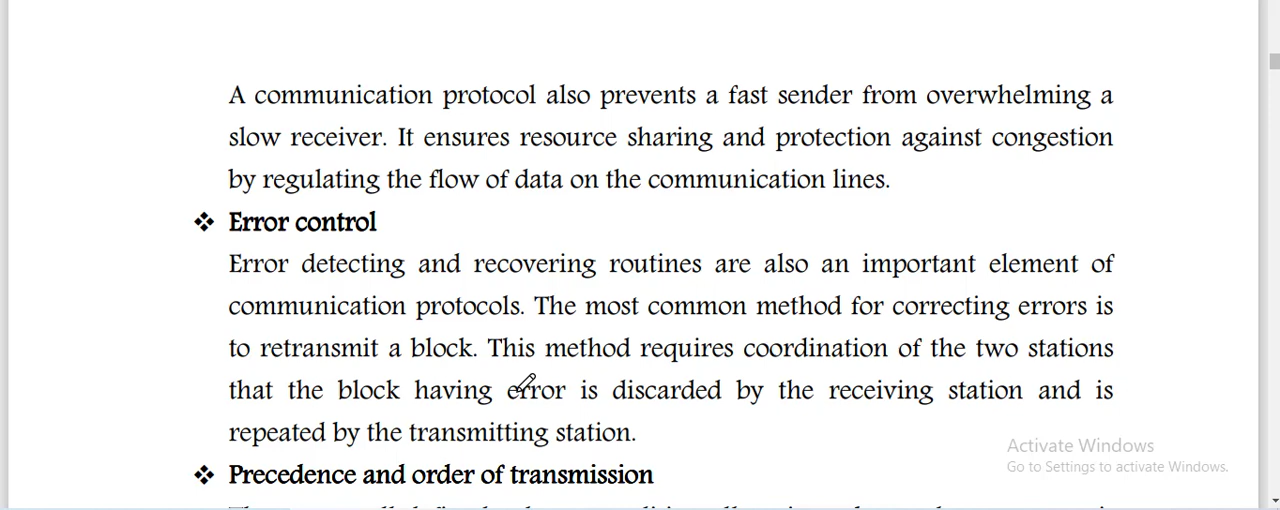 A communication protocol also prevents a fast sender from overwhelming a
slow receiver. It ensures resource sharing and protection against congestion
by regulating the flow of data on the communication lines.
❖ Error control
Error detecting and recovering routines are also an important element of
communication protocols. The most common method for correcting errors is
to retransmit a block. This method requires coordination of the two stations
that the block having error is discarded by the receiving station and is
repeated by the transmitting station.
Activate Windows
Go to Settings to activate Windows.
❖ Precedence and order of transmission